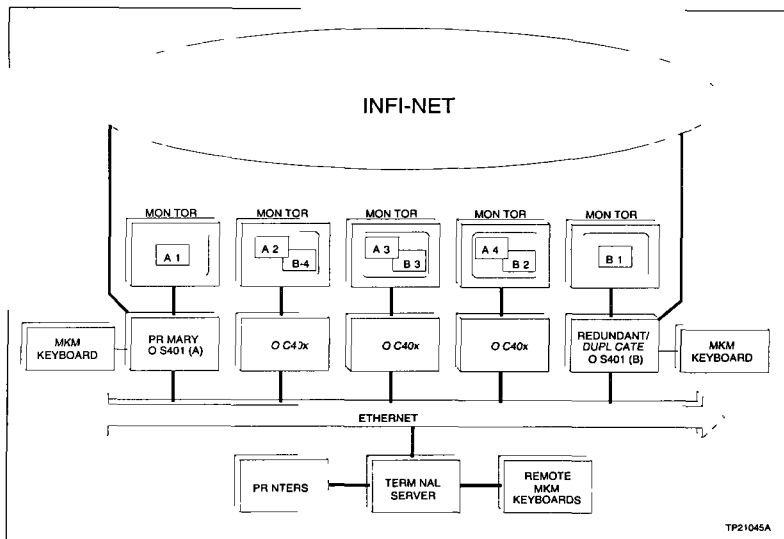 INFI-NET
MON TOR
MON TOR
MON TOR
MON TOR
MON TOR
A 1
A 2
B-4
A 3
B 3
A 4
B 2
B 1
MKM
KEYBOARD
PR MARY
O S401 (A)
O C40x
O C40x
O C40x
REDUNDANT/
DUPL CATE
O S401 (B)
MKM
KEYBOARD
ETHERNET
PR NTERS
TERM NAL
SERVER
REMOTE
MKM
KEYBOARDS
TP21045A